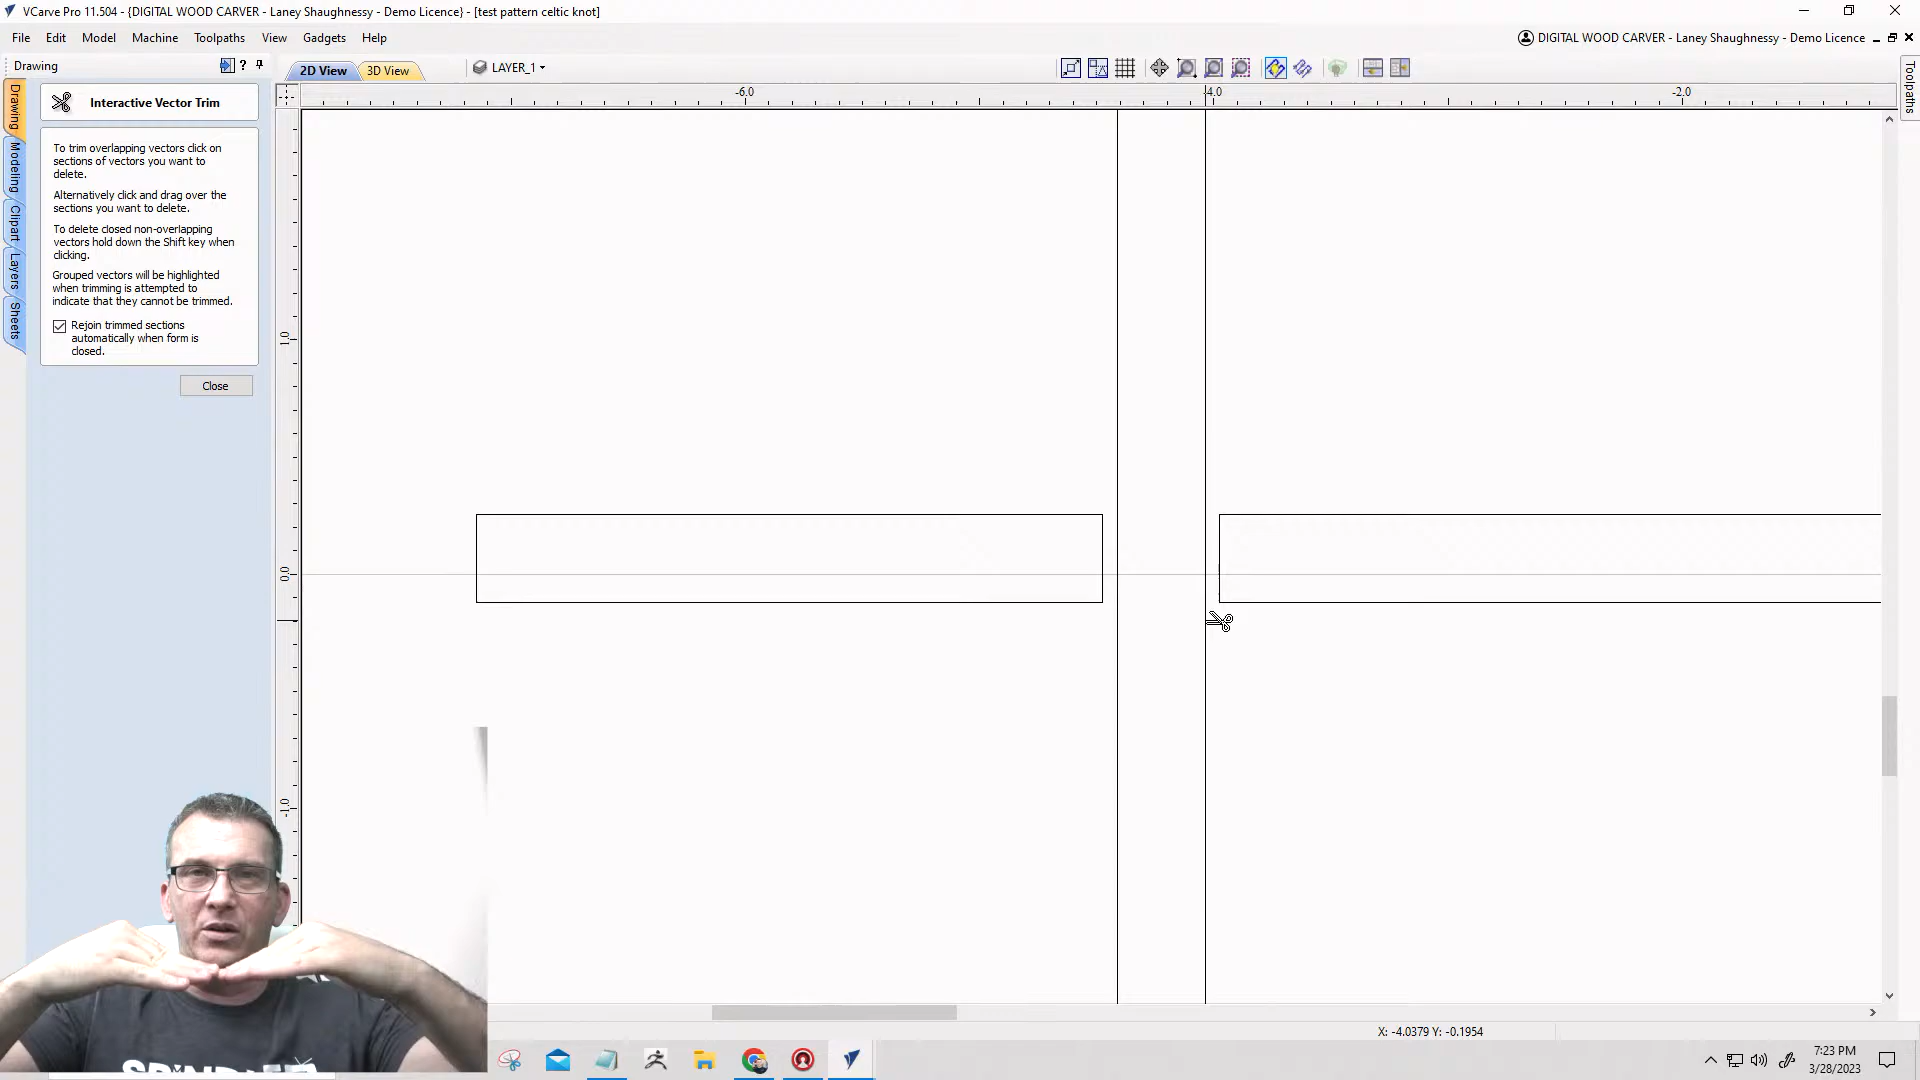 VCarve Pro 11.504 - {DIGITAL WOOD CARVER - Laney Shaughnessy - Demo Licence} - [test pattern celtic knot]
File Edit Model Machine Toolpaths View Gadgets Help
DIGITAL WOOD CARVER - Laney Shaughnessy - Demo Licence
Drawing
?
2D View
3D View
LAYER_1
Toolpaths
Drawing
Modeling
Clipart
Layers
Sheets
Interactive Vector Trim
To trim overlapping vectors click on
sections of vectors you want to
delete.
Alternatively click and drag over the
sections you want to delete.
To delete closed non-overlapping
vectors hold down the Shift key when
clicking.
Grouped vectors will be highlighted
when trimming is attempted to
indicate that they cannot be trimmed.
Rejoin trimmed sections
automatically when form is
closed.
Close
-6.0
-4.0
-2.0
1.0
0.0
-1.0
X: -4.0379 Y: -0.1954
7:23 PM
3/28/2023